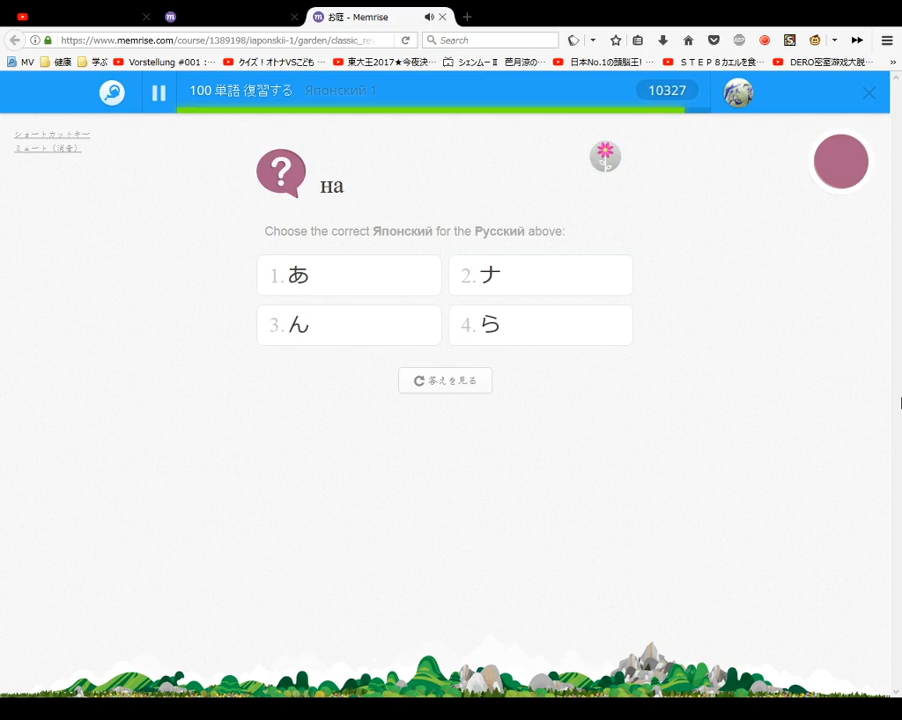 お庭 - Memrise
https://www.memrise.com/course/1389198/iaponskii-1/garden/classic_re
Search
MV 健康 学ぶ Vorstellung #001 : クイズ！オトナVSこども 東大王2017★今夜決… シェンムーⅡ 芭月涼の… 日本No.1の頭脳王! … ＳＴＥＰ８カエルを食… DERO密室游戏大脱…
100 単語 復習する Японский 1 10327
ショートカットキー
ミュート（消音）
на
Choose the correct Японский for the Русский above:
1. あ 2. ナ
3. ん 4. ら
答えを見る